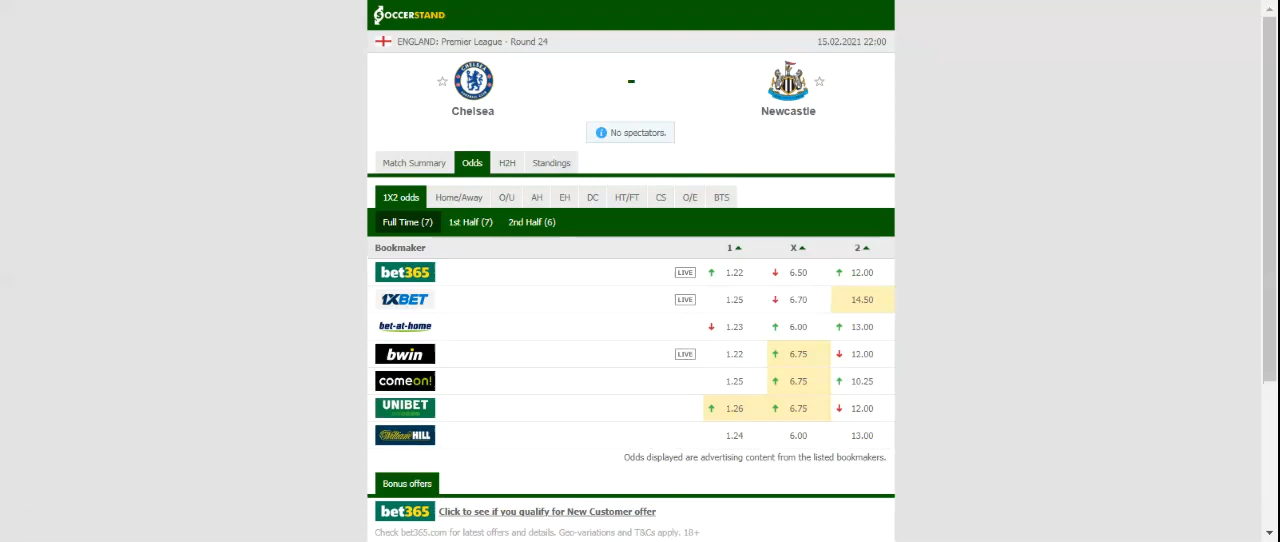 SOCCERSTAND
ENGLAND: Premier League - Round 24 15.02.2021 22:00
Chelsea - Newcastle
No spectators.
Match Summary Odds H2H Standings
1X2 odds Home/Away O/U AH EH DC HT/FT CS O/E BTS
Full Time (7) 1st Half (7) 2nd Half (6)
Bookmaker 1 X 2
bet365 LIVE 1.22 6.50 12.00
1XBET LIVE 1.25 6.70 14.50
bet-at-home 1.23 6.00 13.00
bwin LIVE 1.22 6.75 12.00
comeon! 1.25 6.75 10.25
UNIBET 1.26 6.75 12.00
William HILL 1.24 6.00 13.00
Odds displayed are advertising content from the listed bookmakers.
Bonus offers
bet365 Click to see if you qualify for New Customer offer
Check bet365.com for latest offers and details. Geo-variations and T&Cs apply. 18+